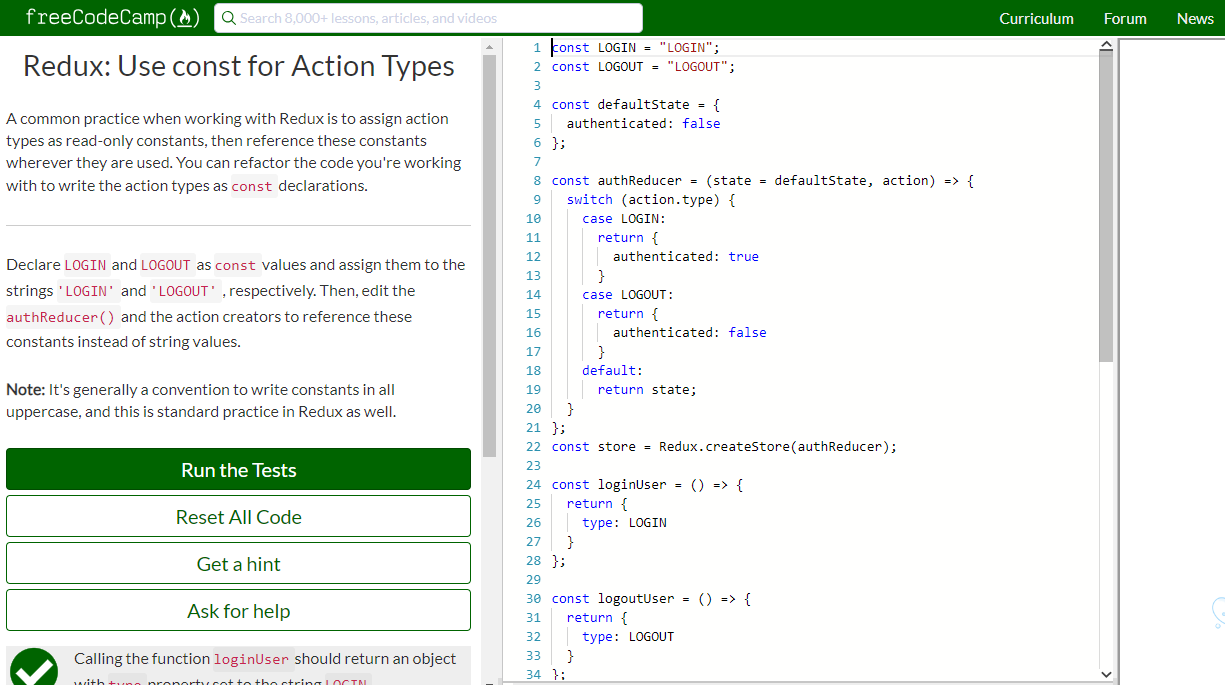 freeCodeCamp
Search 8,000+ lessons, articles, and videos
Curriculum Forum News
Redux: Use const for Action Types
A common practice when working with Redux is to assign action
types as read-only constants, then reference these constants
wherever they are used. You can refactor the code you're working
with to write the action types as const declarations.
Declare LOGIN and LOGOUT as const values and assign them to the
strings 'LOGIN' and 'LOGOUT' , respectively. Then, edit the
authReducer() and the action creators to reference these
constants instead of string values.
Note: It's generally a convention to write constants in all
uppercase, and this is standard practice in Redux as well.
Run the Tests
Reset All Code
Get a hint
Ask for help
Calling the function loginUser should return an object
with type property set to the string LOGIN
1 const LOGIN = "LOGIN";
2 const LOGOUT = "LOGOUT";
3
4 const defaultState = {
5 authenticated: false
6 };
7
8 const authReducer = (state = defaultState, action) => {
9 switch (action.type) {
10 case LOGIN:
11 return {
12 authenticated: true
13 }
14 case LOGOUT:
15 return {
16 authenticated: false
17 }
18 default:
19 return state;
20 }
21 };
22 const store = Redux.createStore(authReducer);
23
24 const loginUser = () => {
25 return {
26 type: LOGIN
27 }
28 };
29
30 const logoutUser = () => {
31 return {
32 type: LOGOUT
33 }
34 };